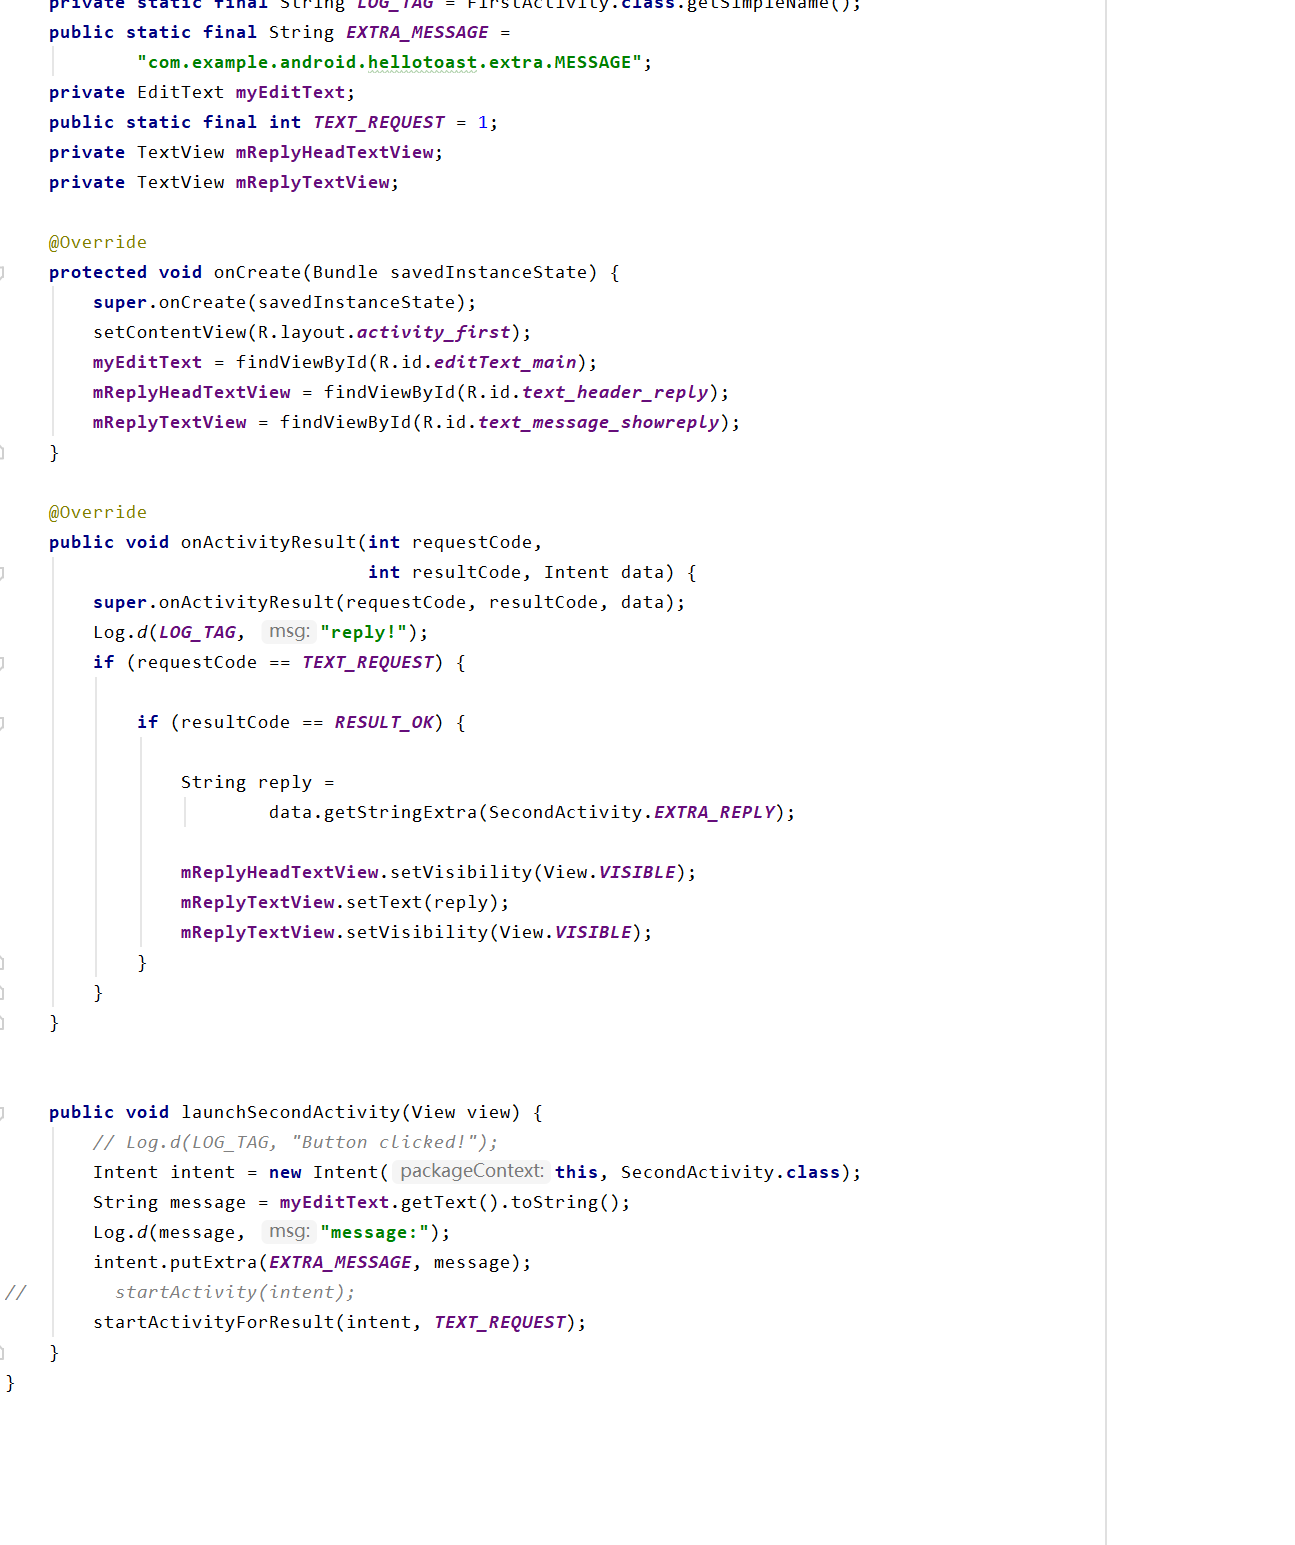 private static final String LOG_TAG = FirstActivity.class.getSimpleName();
public static final String EXTRA_MESSAGE =
"com.example.android.hellotoast.extra.MESSAGE";
private EditText myEditText;
public static final int TEXT_REQUEST = 1;
private TextView mReplyHeadTextView;
private TextView mReplyTextView;
@Override
protected void onCreate(Bundle savedInstanceState) {
super.onCreate(savedInstanceState);
setContentView(R.layout.activity_first);
myEditText = findViewById(R.id.editText_main);
mReplyHeadTextView = findViewById(R.id.text_header_reply);
mReplyTextView = findViewById(R.id.text_message_showreply);
}
@Override
public void onActivityResult(int requestCode,
int resultCode, Intent data) {
super.onActivityResult(requestCode, resultCode, data);
Log.d(LOG_TAG, msg: "reply!");
if (requestCode == TEXT_REQUEST) {
if (resultCode == RESULT_OK) {
String reply =
data.getStringExtra(SecondActivity.EXTRA_REPLY);
mReplyHeadTextView.setVisibility(View.VISIBLE);
mReplyTextView.setText(reply);
mReplyTextView.setVisibility(View.VISIBLE);
}
}
}
public void launchSecondActivity(View view) {
// Log.d(LOG_TAG, "Button clicked!");
Intent intent = new Intent( packageContext: this, SecondActivity.class);
String message = myEditText.getText().toString();
Log.d(message, msg: "message:");
intent.putExtra(EXTRA_MESSAGE, message);
// startActivity(intent);
startActivityForResult(intent, TEXT_REQUEST);
}
}